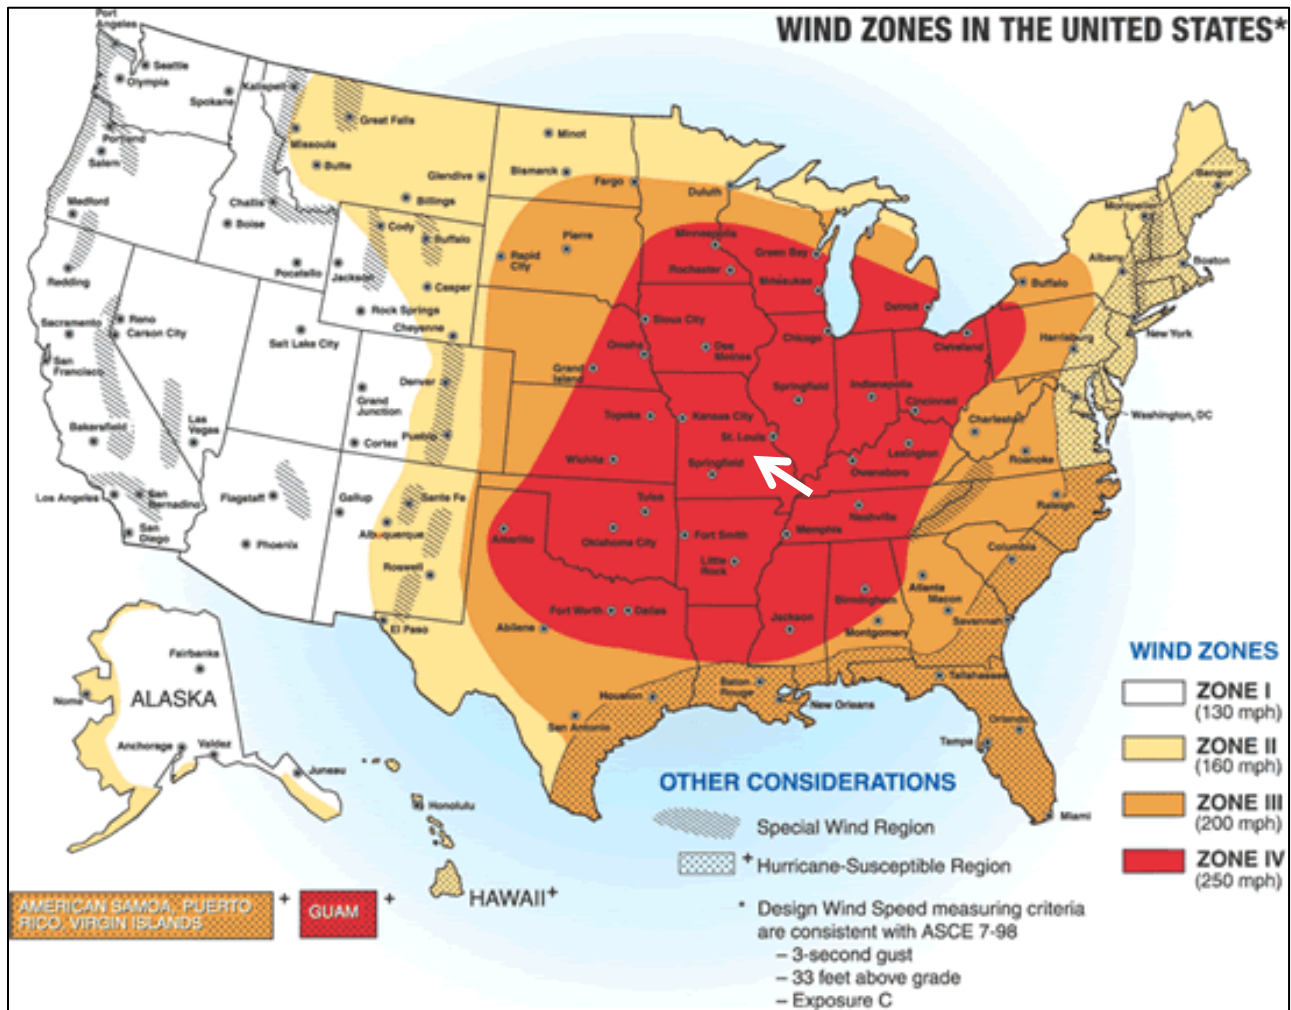 WIND ZONES IN THE UNITED STATES*
Port
Angeles
Seattle
Olympia
Spokane
Kalispell
Great Falls
Missoula
Butte
Glendive
Billings
Minot
Bismarck
Fargo
Duluth
Portland
Salem
Medford
Challis
Boise
Pocatello
Jackson
Cody
Buffalo
Casper
Rock Springs
Cheyenne
Rapid
City
Pierre
Minneapolis
Rochester
Green Bay
Milwaukee
Detroit
Buffalo
Albany
Montpelier
Bangor
Boston
New York
Harrisburg
Washington, DC
Redding
Reno
Carson City
Sacramento
San
Francisco
Salt Lake City
Grand
Junction
Denver
Pueblo
Cortez
Las
Vegas
Bakersfield
Los Angeles
San
Bernadino
San
Diego
Flagstaff
Phoenix
Gallup
Sante Fe
Albuquerque
Roswell
El Paso
Sioux City
Omaha
Des
Moines
Grand
Island
Chicago
Cleveland
Springfield
Indianapolis
Cincinnati
Topeka
Kansas City
St. Louis
Wichita
Springfield
Owensboro
Lexington
Charleston
Roanoke
Raleigh
Tulsa
Amarillo
Oklahoma City
Fort Smith
Little
Rock
Memphis
Nashville
Columbia
Atlanta
Macon
Savannah
Birmingham
Montgomery
Jackson
Fort Worth
Dallas
Abilene
Houston
San Antonio
Baton
Rouge
New Orleans
Tallahassee
Orlando
Tampa
Miami
Fairbanks
ALASKA
Nome
Anchorage
Valdez
Juneau
Honolulu
HAWAII+
AMERICAN SAMOA, PUERTO
RICO, VIRGIN ISLANDS
+
GUAM
+
WIND ZONES
ZONE I
(130 mph)
ZONE II
(160 mph)
ZONE III
(200 mph)
ZONE IV
(250 mph)
OTHER CONSIDERATIONS
Special Wind Region
+ Hurricane-Susceptible Region
* Design Wind Speed measuring criteria
are consistent with ASCE 7-98
– 3-second gust
– 33 feet above grade
– Exposure C